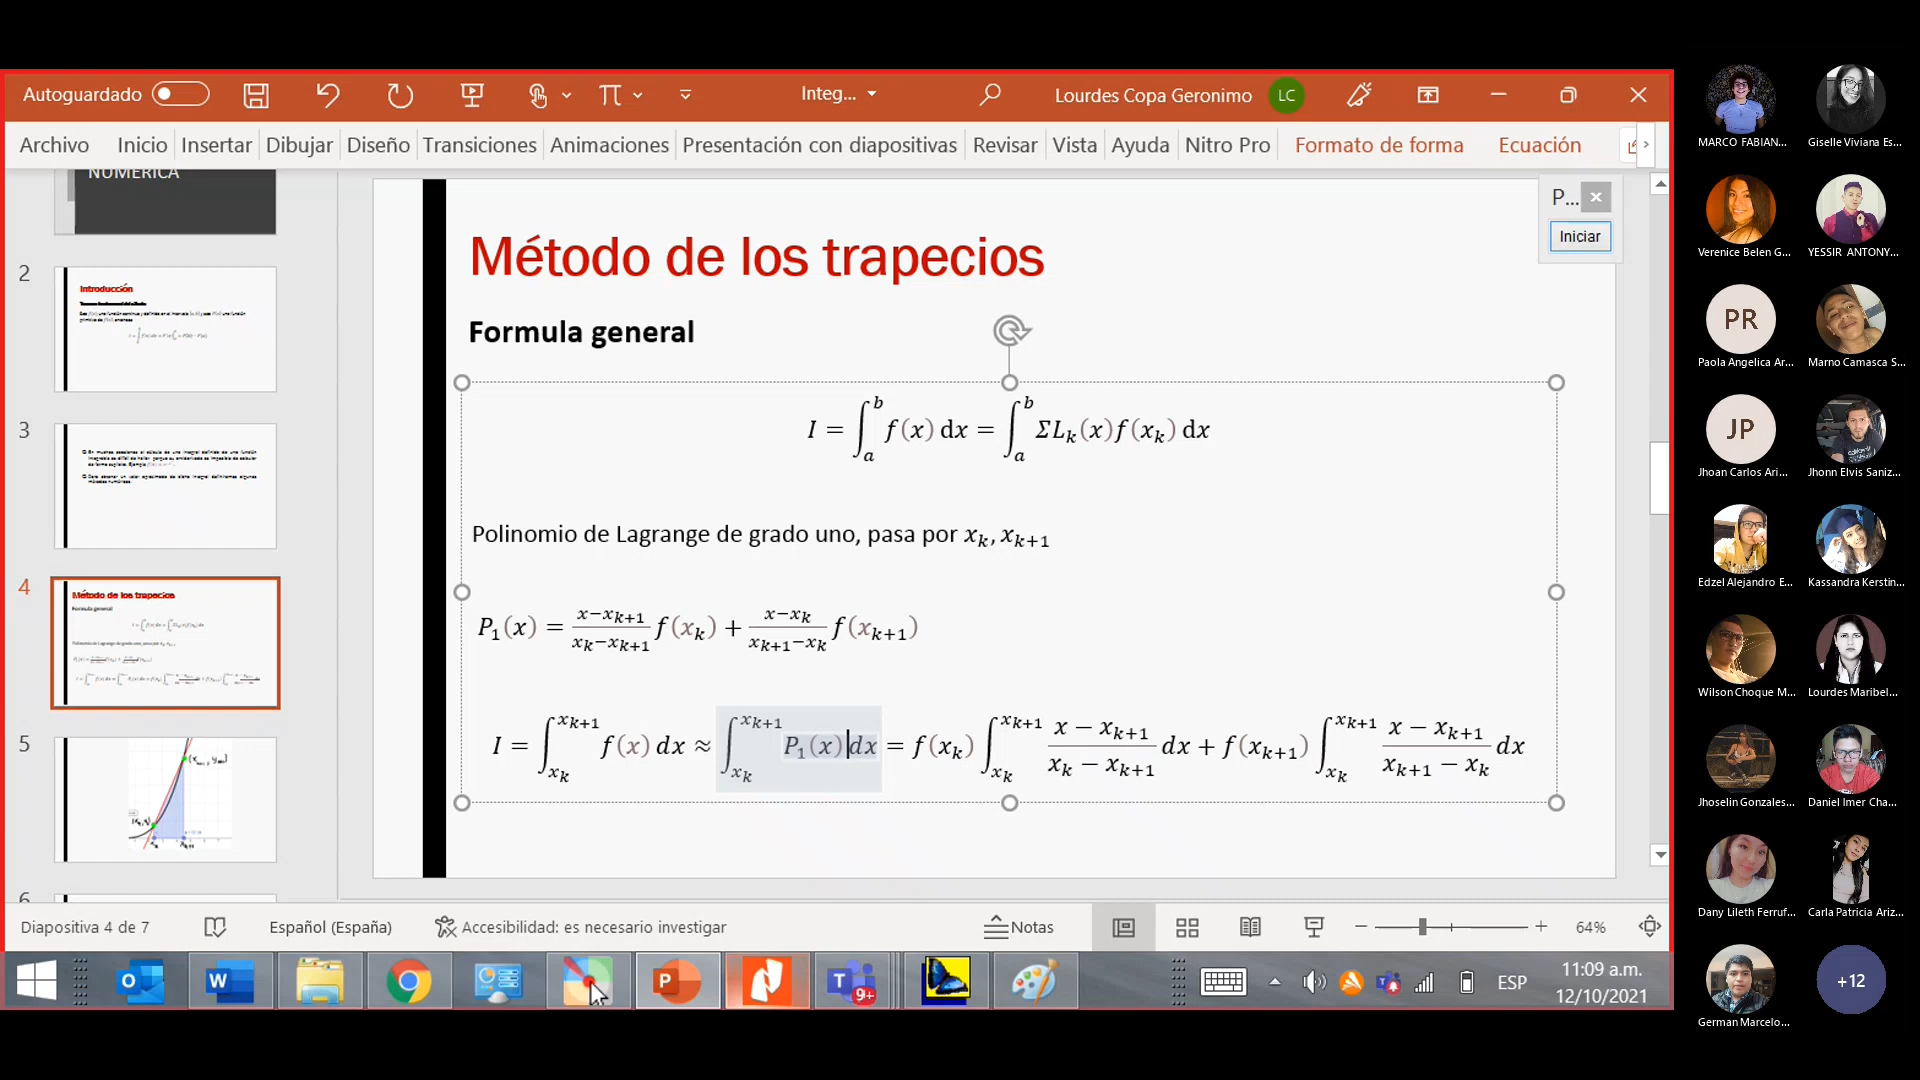 Autoguardado
Integ...
Lourdes Copa Geronimo
LC
Archivo
Inicio
Insertar
Dibujar
Diseño
Transiciones
Animaciones
Presentación con diapositivas
Revisar
Vista
Ayuda
Nitro Pro
Formato de forma
Ecuación
NUMÉRICA
2
Introducción
3
4
Método de los trapecios
Formula general
5
6
P...
Iniciar
Método de los trapecios
Formula general
I = ∫_a^b f(x) dx = ∫_a^b ΣL_k(x)f(x_k) dx
Polinomio de Lagrange de grado uno, pasa por x_k, x_{k+1}
P_1(x) = \frac{x−x_{k+1}}{x_k−x_{k+1}} f(x_k) + \frac{x−x_k}{x_{k+1}−x_k} f(x_{k+1})
I = ∫_{x_k}^{x_{k+1}} f(x) dx ≈ ∫_{x_k}^{x_{k+1}} P_1(x) dx = f(x_k) ∫_{x_k}^{x_{k+1}} \frac{x − x_{k+1}}{x_k − x_{k+1}} dx + f(x_{k+1}) ∫_{x_k}^{x_{k+1}} \frac{x − x_{k+1}}{x_{k+1} − x_k} dx
Diapositiva 4 de 7
Español (España)
Accesibilidad: es necesario investigar
Notas
64%
9+
ESP
11:09 a.m.
12/10/2021
MARCO FABIAN...
Giselle Viviana Es...
Verenice Belen G...
YESSIR ANTONY...
PR
Paola Angelica Ar...
Marno Camasca S...
JP
Jhoan Carlos Ari...
Jhonn Elvis Saniz...
Edzel Alejandro E...
Kassandra Kerstin...
Wilson Choque M...
Lourdes Maribel...
Jhoselin Gonzales...
Daniel Imer Cha...
Dany Lileth Ferruf...
Carla Patricia Ariz...
German Marcelo...
+12